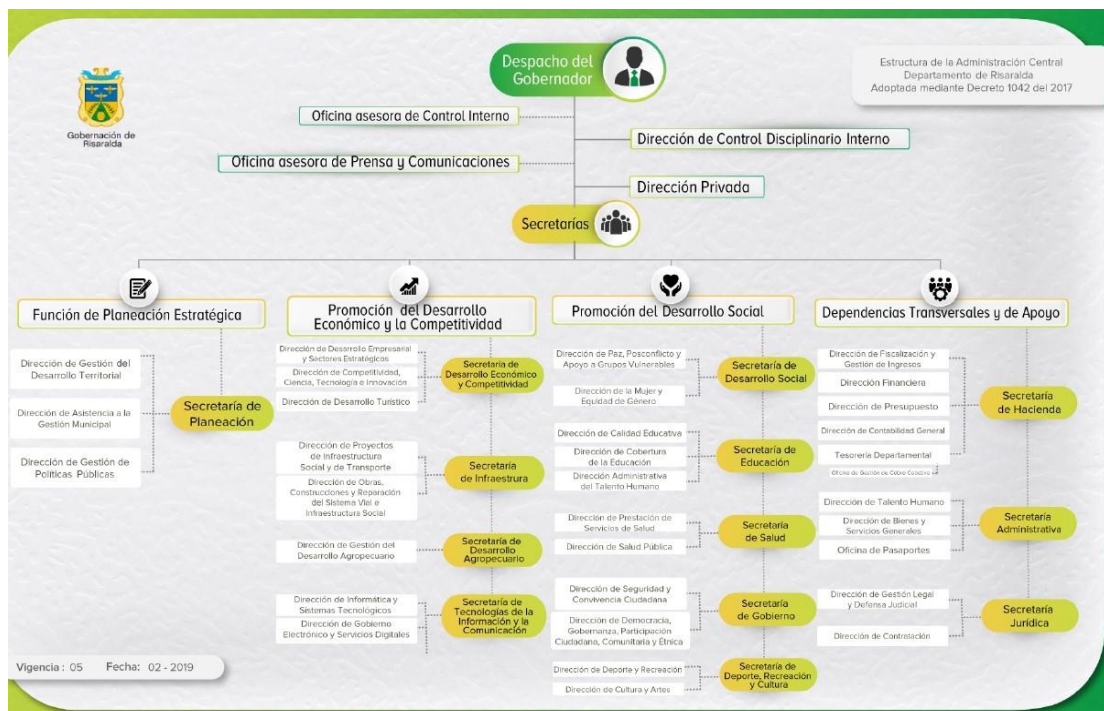 Despacho del
Gobernador
Estructura de la Administración Central
Departamento de Risaralda
Adoptada mediante Decreto 1042 del 2017
Gobernación de
Risaralda
Oficina asesora de Control Interno
Dirección de Control Disciplinario Interno
Oficina asesora de Prensa y Comunicaciones
Dirección Privada
Secretarías
Función de Planeación Estratégica
Dirección de Gestión del
Desarrollo Territorial
Dirección de Asistencia a la
Gestión Municipal
Dirección de Gestión de
Políticas Públicas
Secretaría de
Planeación
Promoción del Desarrollo
Económico y la Competitividad
Dirección de Desarrollo Empresarial
y Sectores Estratégicos
Dirección de Competitividad,
Ciencia, Tecnología e Innovación
Dirección de Desarrollo Turístico
Secretaría de
Desarrollo Económico
y Competitividad
Dirección de Proyectos
de Infraestructura
Social y de Transporte
Dirección de Obras,
Construcciones y Reparación
del Sistema Vial e
Infraestructura Social
Secretaría
de Infraestrura
Dirección de Gestión del
Desarrollo Agropecuario
Secretaría de
Desarrollo
Agropecuario
Dirección de Informática y
Sistemas Tecnológicos
Dirección de Gobierno
Electrónico y Servicios Digitales
Secretaría de
Tecnologías de la
Información y la
Comunicación
Promoción del Desarrollo Social
Dirección de Paz, Posconflicto y
Apoyo a Grupos Vulnerables
Dirección de la Mujer y
Equidad de Género
Secretaría de
Desarrollo Social
Dirección de Calidad Educativa
Dirección de Cobertura
de la Educación
Dirección Administrativa
del Talento Humano
Secretaría de
Educación
Dirección de Prestación de
Servicios de Salud
Dirección de Salud Pública
Secretaría
de Salud
Dirección de Seguridad y
Convivencia Ciudadana
Dirección de Democracia,
Gobernanza, Participación
Ciudadana, Comunitaria y Étnica
Secretaría
de Gobierno
Dirección de Deporte y Recreación
Dirección de Cultura y Artes
Secretaría de
Deporte, Recreación
y Cultura
Dependencias Transversales y de Apoyo
Dirección de Fiscalización y
Gestión de Ingresos
Dirección Financiera
Dirección de Presupuesto
Dirección de Contabilidad General
Tesorería Departamental
Oficina de Gestión de Cobro Coactivo
Secretaría
de Hacienda
Dirección de Talento Humano
Dirección de Bienes y
Servicios Generales
Oficina de Pasaportes
Secretaría
Administrativa
Dirección de Gestión Legal
y Defensa Judicial
Dirección de Contratación
Secretaría
Jurídica
Vigencia : 05 Fecha: 02 - 2019